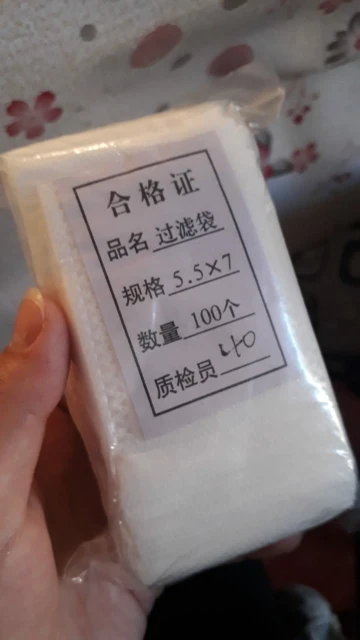 合格证
品名 过滤袋
规格 5.5×7
数量 100个
质检员